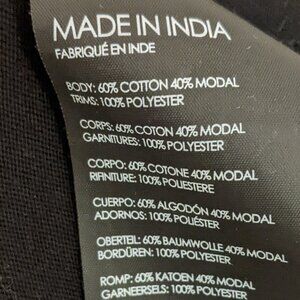 MADE IN INDIA
FABRIQUÉ EN INDE
BODY: 60% COTTON 40% MODAL
TRIMS: 100% POLYESTER
CORPS: 60% COTON 40% MODAL
GARNITURES: 100% POLYESTER
CORPO: 60% COTONE 40% MODAL
RIFINITURE: 100% POLIESTERE
CUERPO: 60% ALGODÓN 40% MODAL
ADORNOS: 100% POLIÉSTER
OBERTEIL: 60% BAUMWOLLE 40% MODAL
BORDÜREN: 100% POLYESTER
ROMP: 60% KATOEN 40% MODAL
GARNEERSELS: 100% POLYESTER